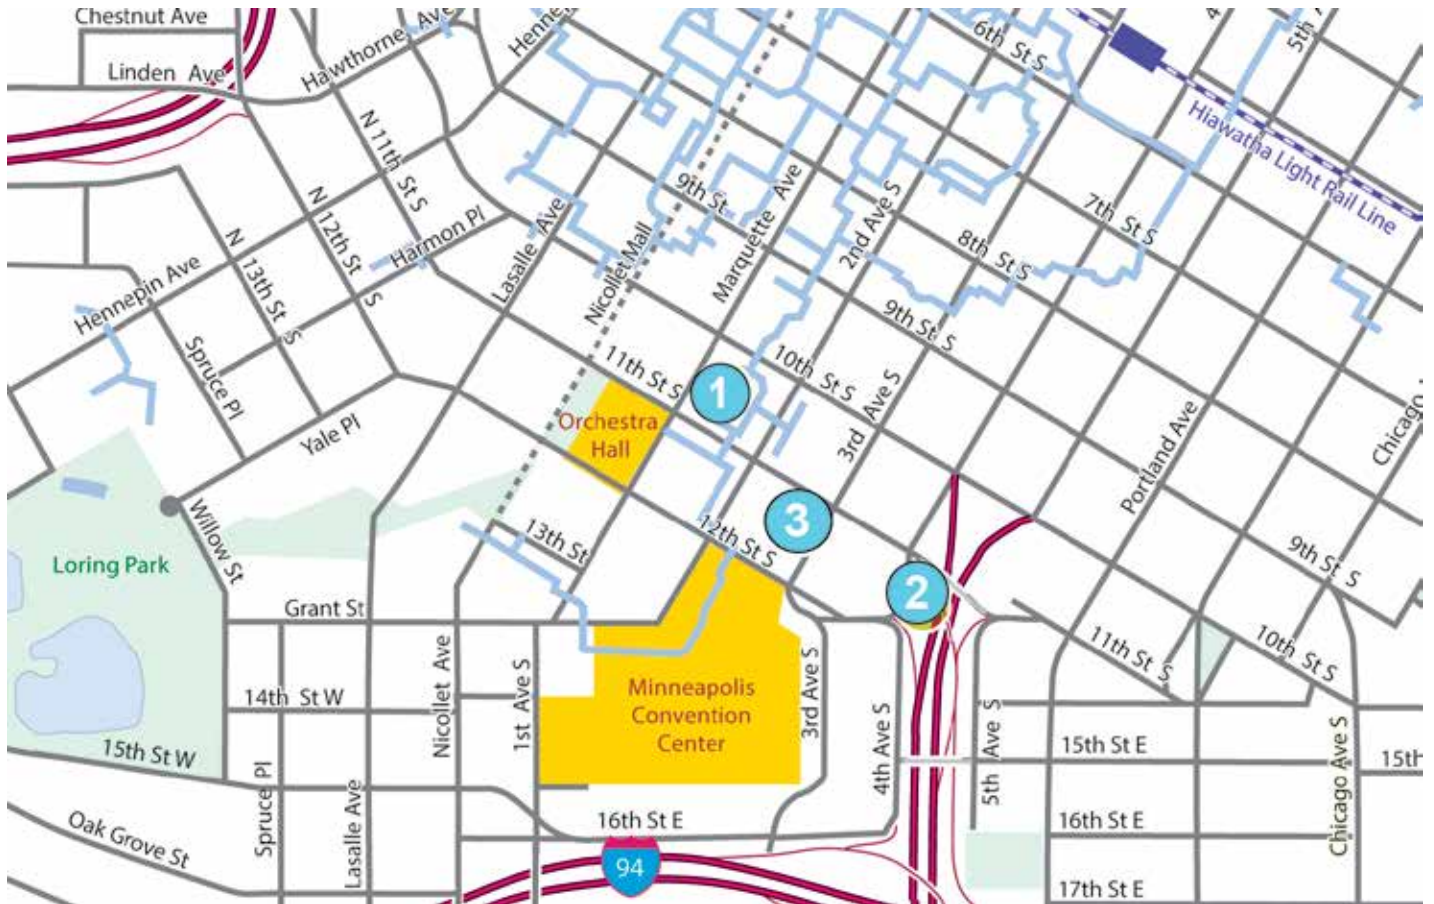 Chestnut Ave
Linden Ave
Hawthorne Ave
6th St S
Hiawatha Light Rail Line
N 11th St S
9th St
Marquette Ave
2nd Ave S
7th St S
8th St S
N 12th St S
Harmon Pl
Lasalle Ave
Nicollet Mall
N 13th St S
Hennepin Ave
9th St S
Spruce Pl
11th St S
1
10th St S
3rd Ave S
Portland Ave
Yale Pl
Orchestra
Hall
3
12th St S
13th St
Willow St
Loring Park
9th St S
2
Grant St
11th St S
10th St S
Minneapolis
Convention
Center
14th St W
Nicollet Ave
1st Ave S
3rd Ave S
4th Ave S
5th Ave S
15th St W
15th St E
Chicago Ave S
Spruce Pl
Lasalle Ave
Oak Grove St
16th St E
16th St E
94
17th St E
Chicago
15th
5th